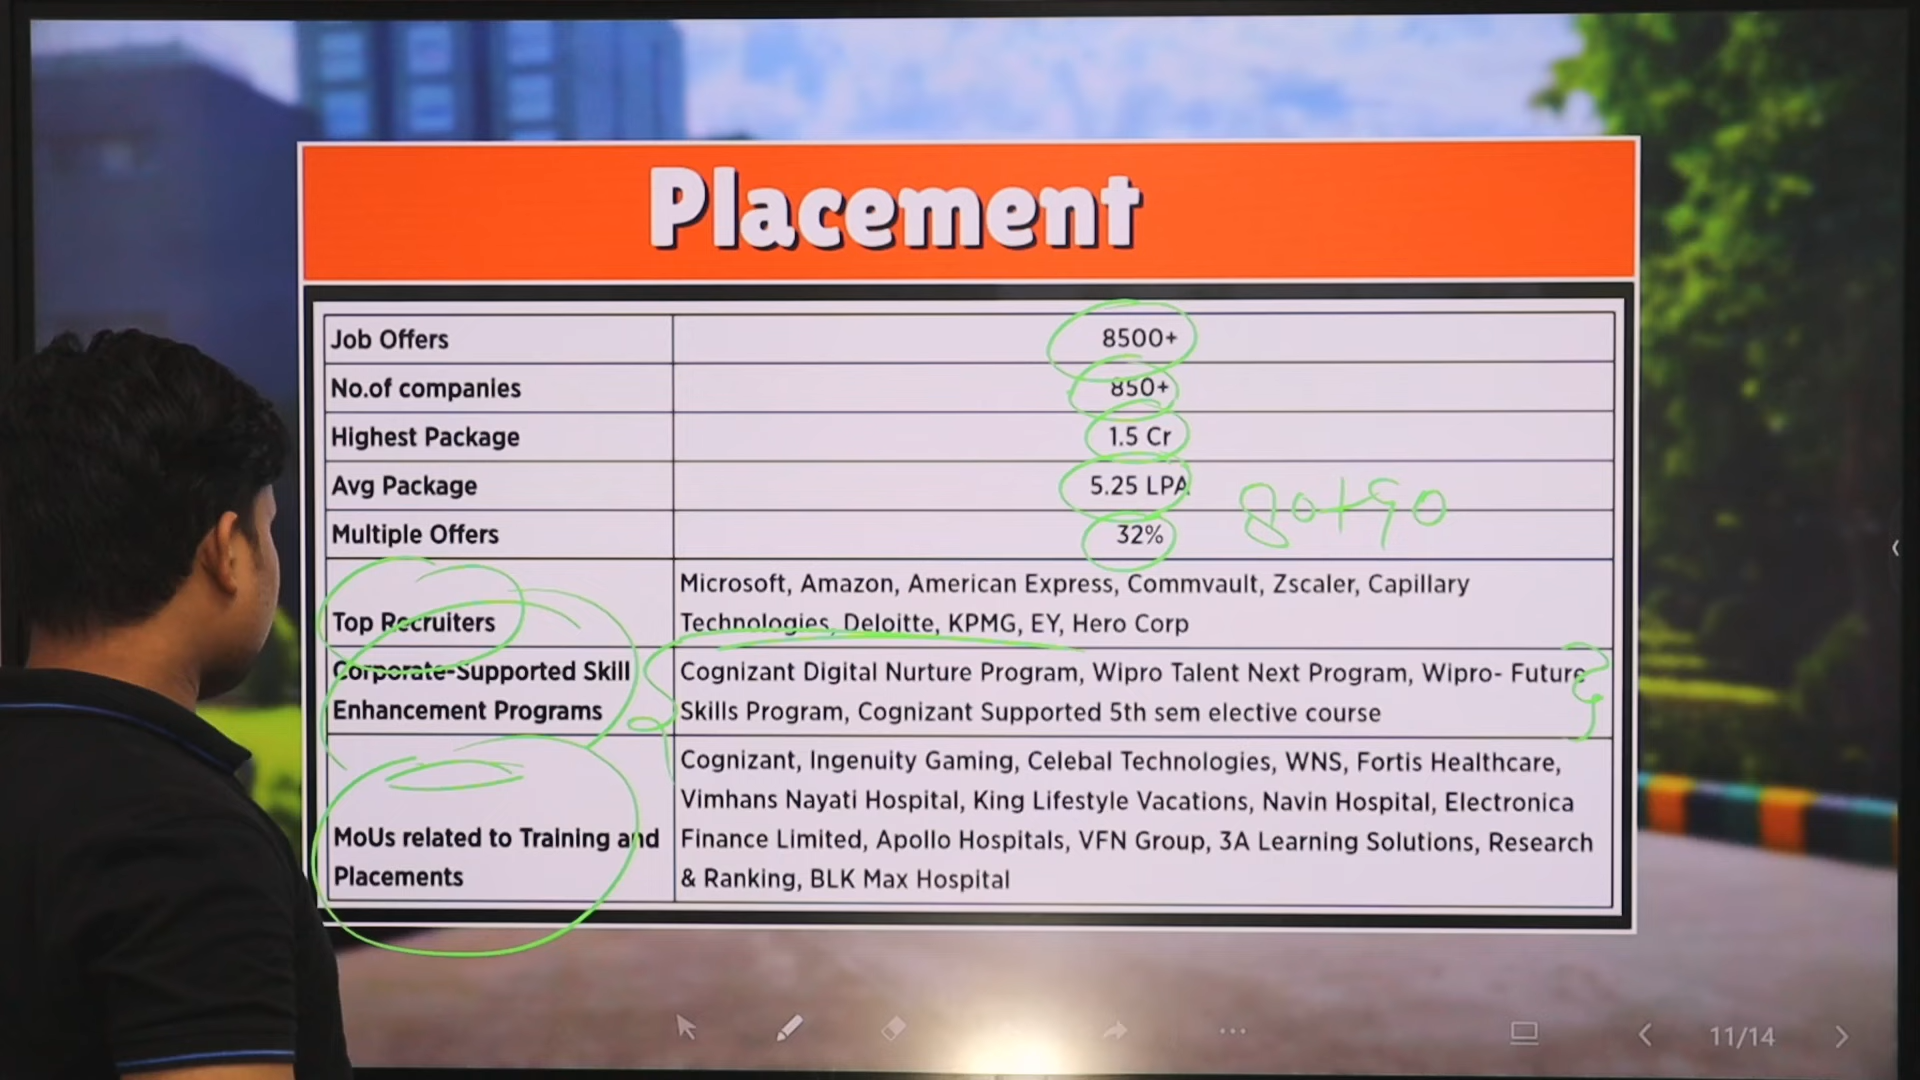 Placement
Job Offers 8500+
No.of companies 850+
Highest Package 1.5 Cr
Avg Package 5.25 LPA
80+90
Multiple Offers 32%
Top Recruiters
Microsoft, Amazon, American Express, Commvault, Zscaler, Capillary
Technologies, Deloitte, KPMG, EY, Hero Corp
Corporate-Supported Skill
Enhancement Programs
Cognizant Digital Nurture Program, Wipro Talent Next Program, Wipro- Future
Skills Program, Cognizant Supported 5th sem elective course
MoUs related to Training and
Placements
Cognizant, Ingenuity Gaming, Celebal Technologies, WNS, Fortis Healthcare,
Vimhans Nayati Hospital, King Lifestyle Vacations, Navin Hospital, Electronica
Finance Limited, Apollo Hospitals, VFN Group, 3A Learning Solutions, Research
& Ranking, BLK Max Hospital
11/14